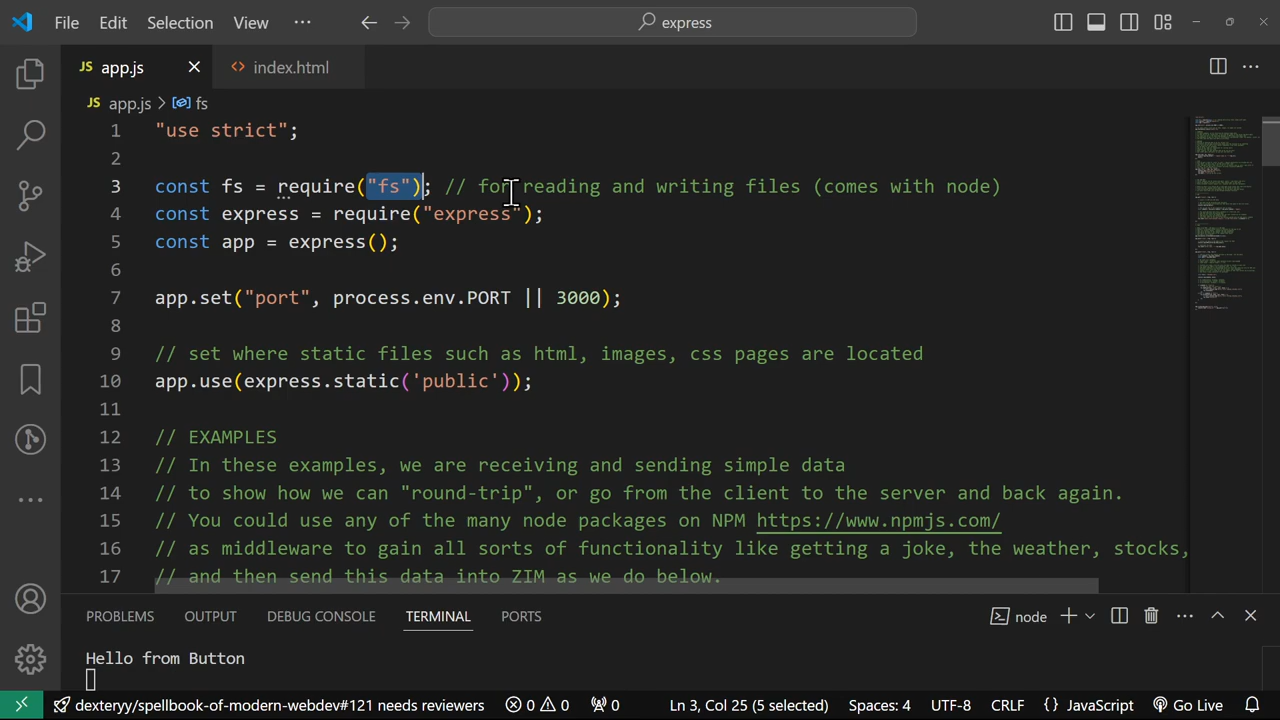 File Edit Selection View ··· express
JS app.js index.html
JS app.js > fs
1 "use strict";
2
3 const fs = require("fs"); // for reading and writing files (comes with node)
4 const express = require("express");
5 const app = express();
6
7 app.set("port", process.env.PORT || 3000);
8
9 // set where static files such as html, images, css pages are located
10 app.use(express.static('public'));
11
12 // EXAMPLES
13 // In these examples, we are receiving and sending simple data
14 // to show how we can "round-trip", or go from the client to the server and back again.
15 // You could use any of the many node packages on NPM https://www.npmjs.com/
16 // as middleware to gain all sorts of functionality like getting a joke, the weather, stocks,
17 // and then send this data into ZIM as we do below.
PROBLEMS OUTPUT DEBUG CONSOLE TERMINAL PORTS node
Hello from Button
dexteryy/spellbook-of-modern-webdev#121 needs reviewers 0 0 0 Ln 3, Col 25 (5 selected) Spaces: 4 UTF-8 CRLF {} JavaScript Go Live